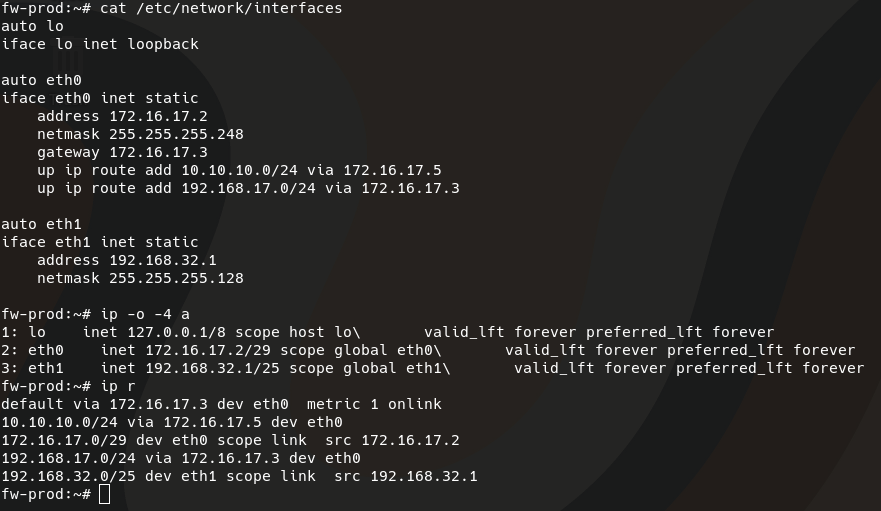 fw-prod:~# cat /etc/network/interfaces
auto lo
iface lo inet loopback

auto eth0
iface eth0 inet static
    address 172.16.17.2
    netmask 255.255.255.248
    gateway 172.16.17.3
    up ip route add 10.10.10.0/24 via 172.16.17.5
    up ip route add 192.168.17.0/24 via 172.16.17.3

auto eth1
iface eth1 inet static
    address 192.168.32.1
    netmask 255.255.255.128

fw-prod:~# ip -o -4 a
1: lo    inet 127.0.0.1/8 scope host lo\       valid_lft forever preferred_lft forever
2: eth0    inet 172.16.17.2/29 scope global eth0\       valid_lft forever preferred_lft forever
3: eth1    inet 192.168.32.1/25 scope global eth1\       valid_lft forever preferred_lft forever
fw-prod:~# ip r
default via 172.16.17.3 dev eth0  metric 1 onlink
10.10.10.0/24 via 172.16.17.5 dev eth0
172.16.17.0/29 dev eth0 scope link  src 172.16.17.2
192.168.17.0/24 via 172.16.17.3 dev eth0
192.168.32.0/25 dev eth1 scope link  src 192.168.32.1
fw-prod:~#